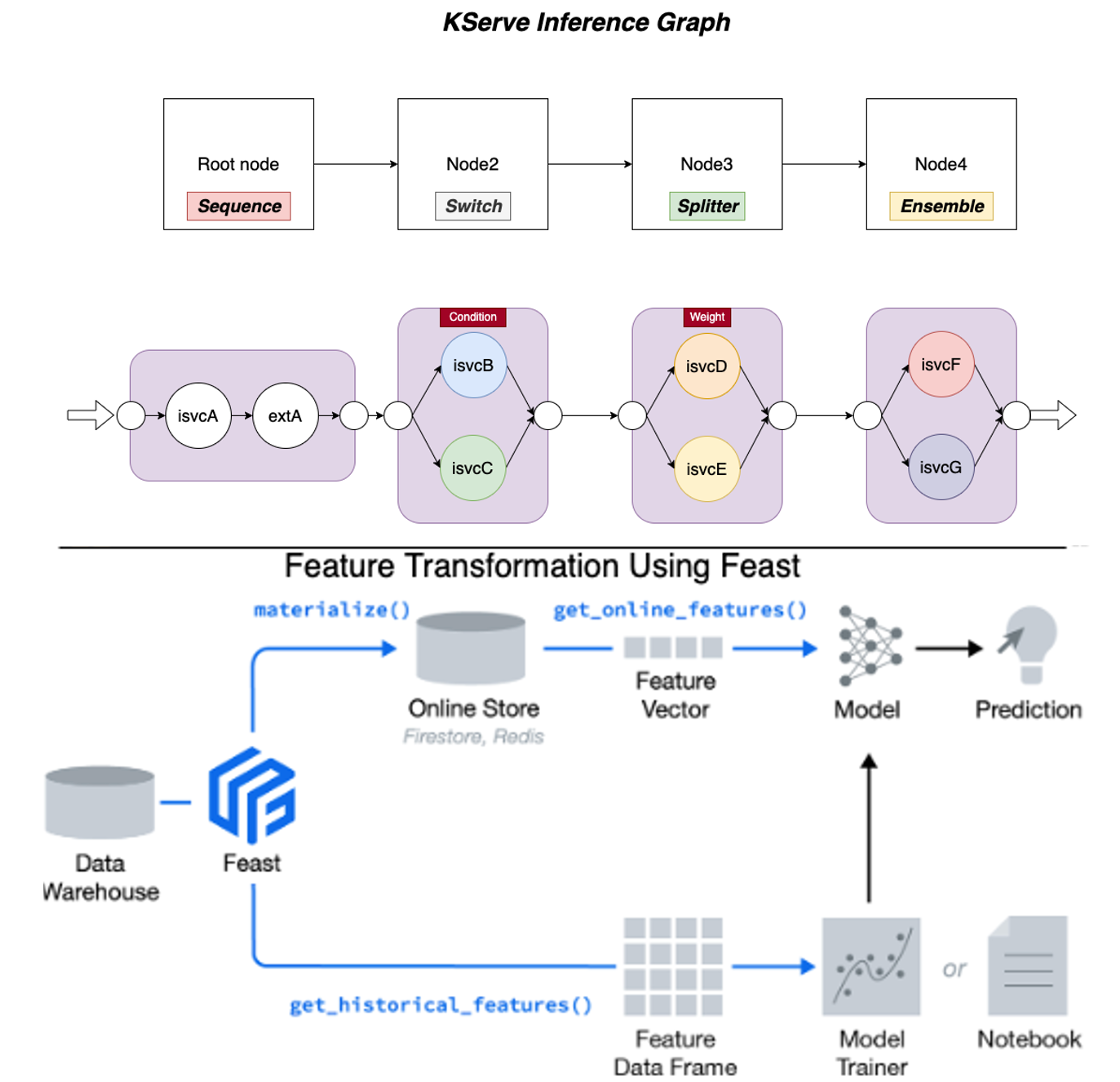 KServe Inference Graph
Root node
Node2
Node3
Node4
Sequence
Switch
Splitter
Ensemble
Condition
Weight
isvcB
isvcD
isvcF
isvcA
extA
isvcC
isvcE
isvcG
Feature Transformation Using Feast
materialize()
get_online_features()
Online Store
Firestore, Redis
Feature
Vector
Model
Prediction
Data
Warehouse
Feast
get_historical_features()
Feature
Data Frame
Model
Trainer
or
Notebook